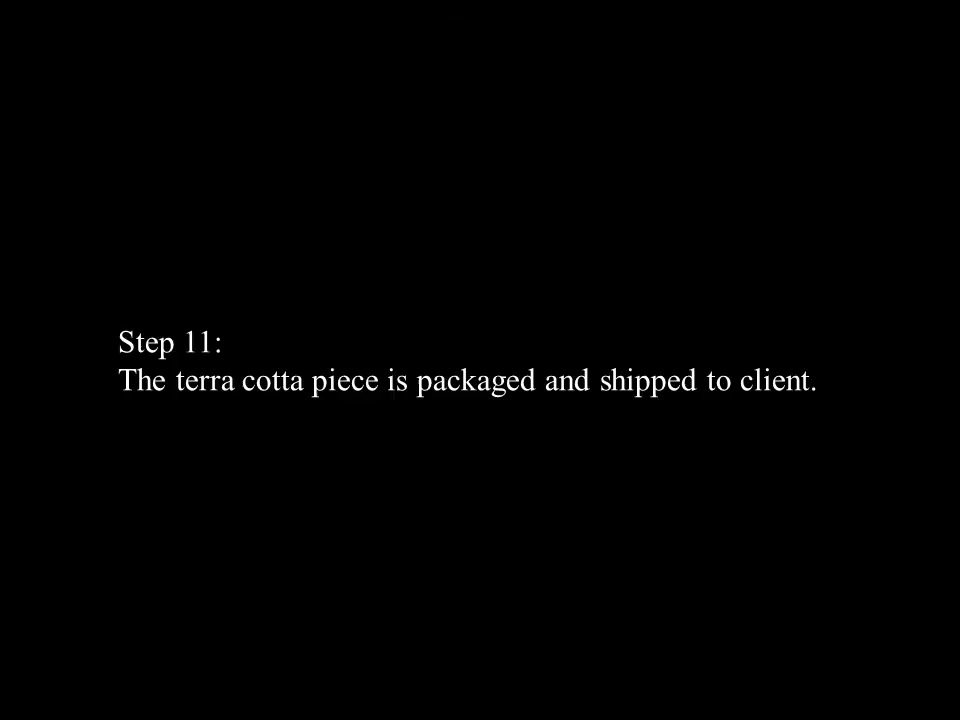 Step 11:
The terra cotta piece is packaged and shipped to client.